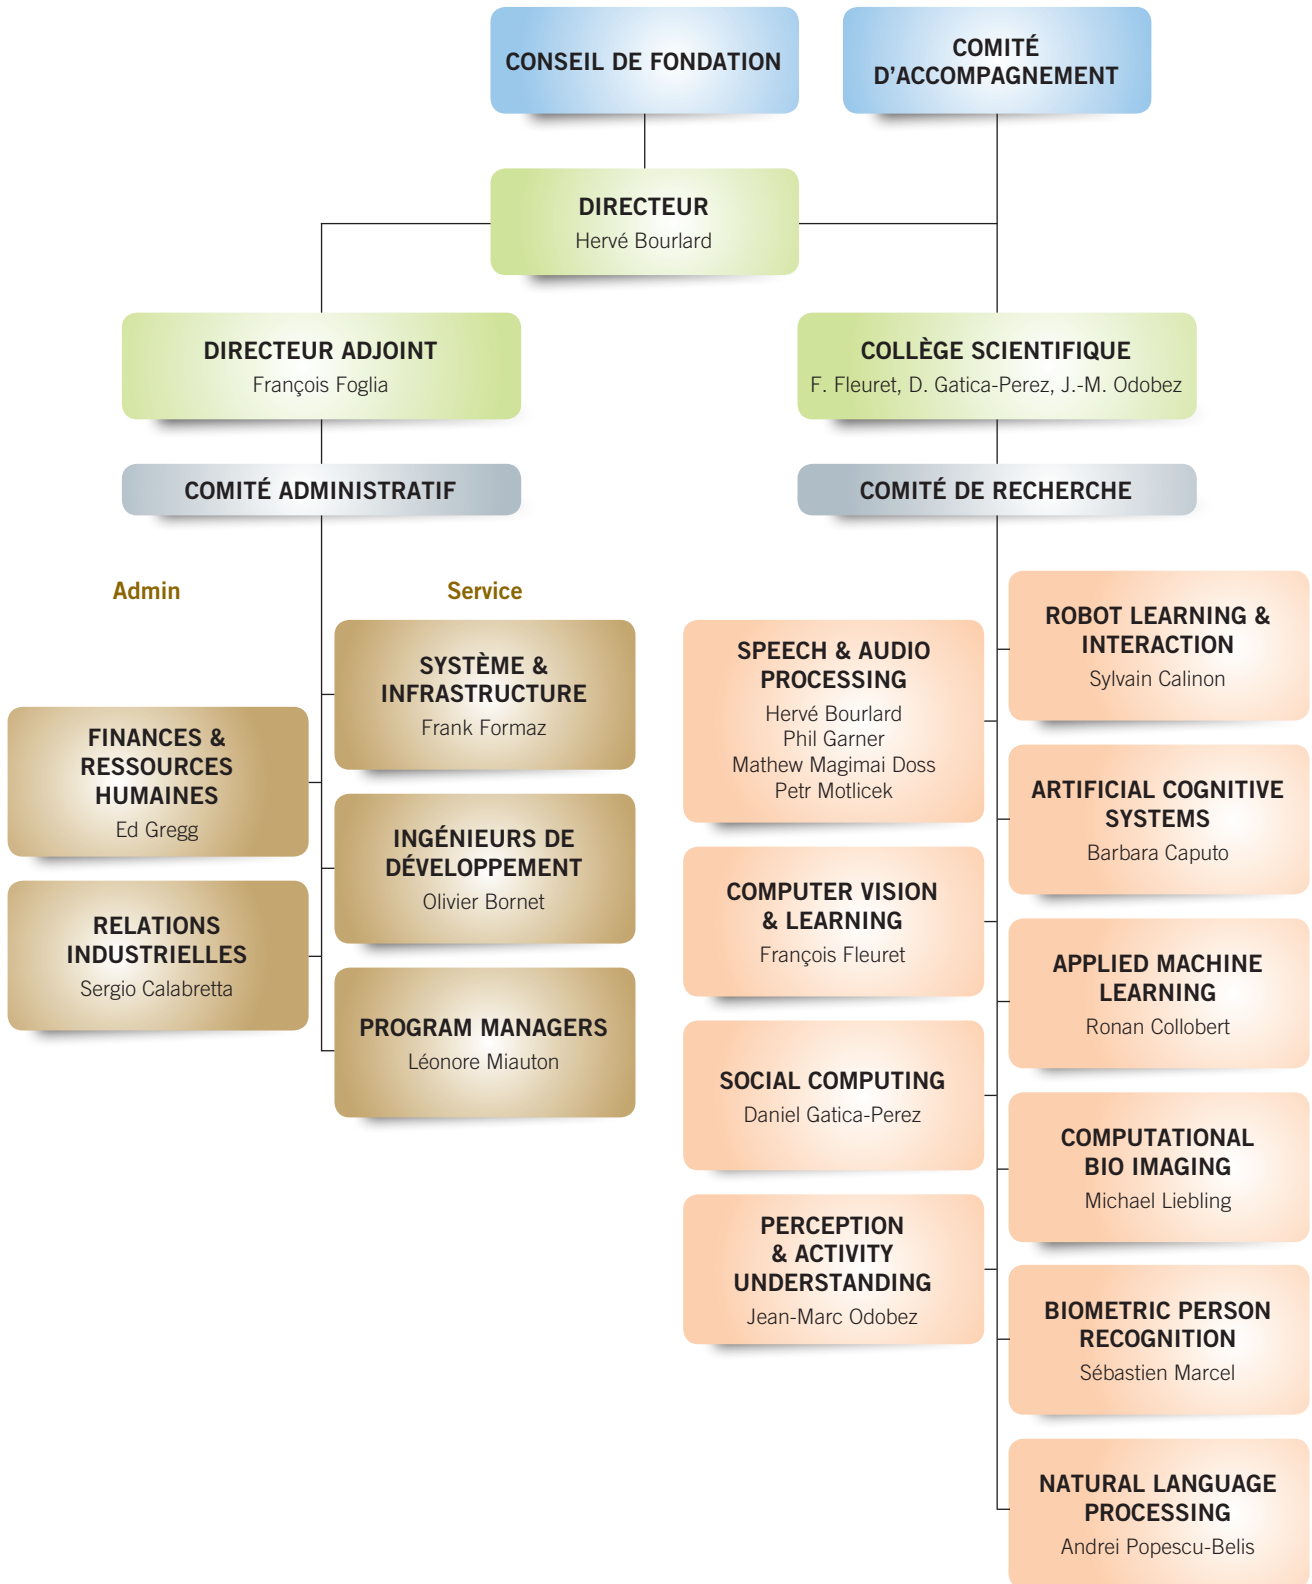 CONSEIL DE FONDATION
COMITÉ
D’ACCOMPAGNEMENT
DIRECTEUR
Hervé Bourlard
DIRECTEUR ADJOINT
François Foglia
COLLÈGE SCIENTIFIQUE
F. Fleuret, D. Gatica-Perez, J.-M. Odobez
COMITÉ ADMINISTRATIF
COMITÉ DE RECHERCHE
Admin
FINANCES &
RESSOURCES
HUMAINES
Ed Gregg
RELATIONS
INDUSTRIELLES
Sergio Calabretta
Service
SYSTÈME &
INFRASTRUCTURE
Frank Formaz
INGÉNIEURS DE
DÉVELOPPEMENT
Olivier Bornet
PROGRAM MANAGERS
Léonore Miauton
SPEECH & AUDIO
PROCESSING
Hervé Bourlard
Phil Garner
Mathew Magimai Doss
Petr Motlicek
COMPUTER VISION
& LEARNING
François Fleuret
SOCIAL COMPUTING
Daniel Gatica-Perez
PERCEPTION
& ACTIVITY
UNDERSTANDING
Jean-Marc Odobez
ROBOT LEARNING &
INTERACTION
Sylvain Calinon
ARTIFICIAL COGNITIVE
SYSTEMS
Barbara Caputo
APPLIED MACHINE
LEARNING
Ronan Collobert
COMPUTATIONAL
BIO IMAGING
Michael Liebling
BIOMETRIC PERSON
RECOGNITION
Sébastien Marcel
NATURAL LANGUAGE
PROCESSING
Andrei Popescu-Belis